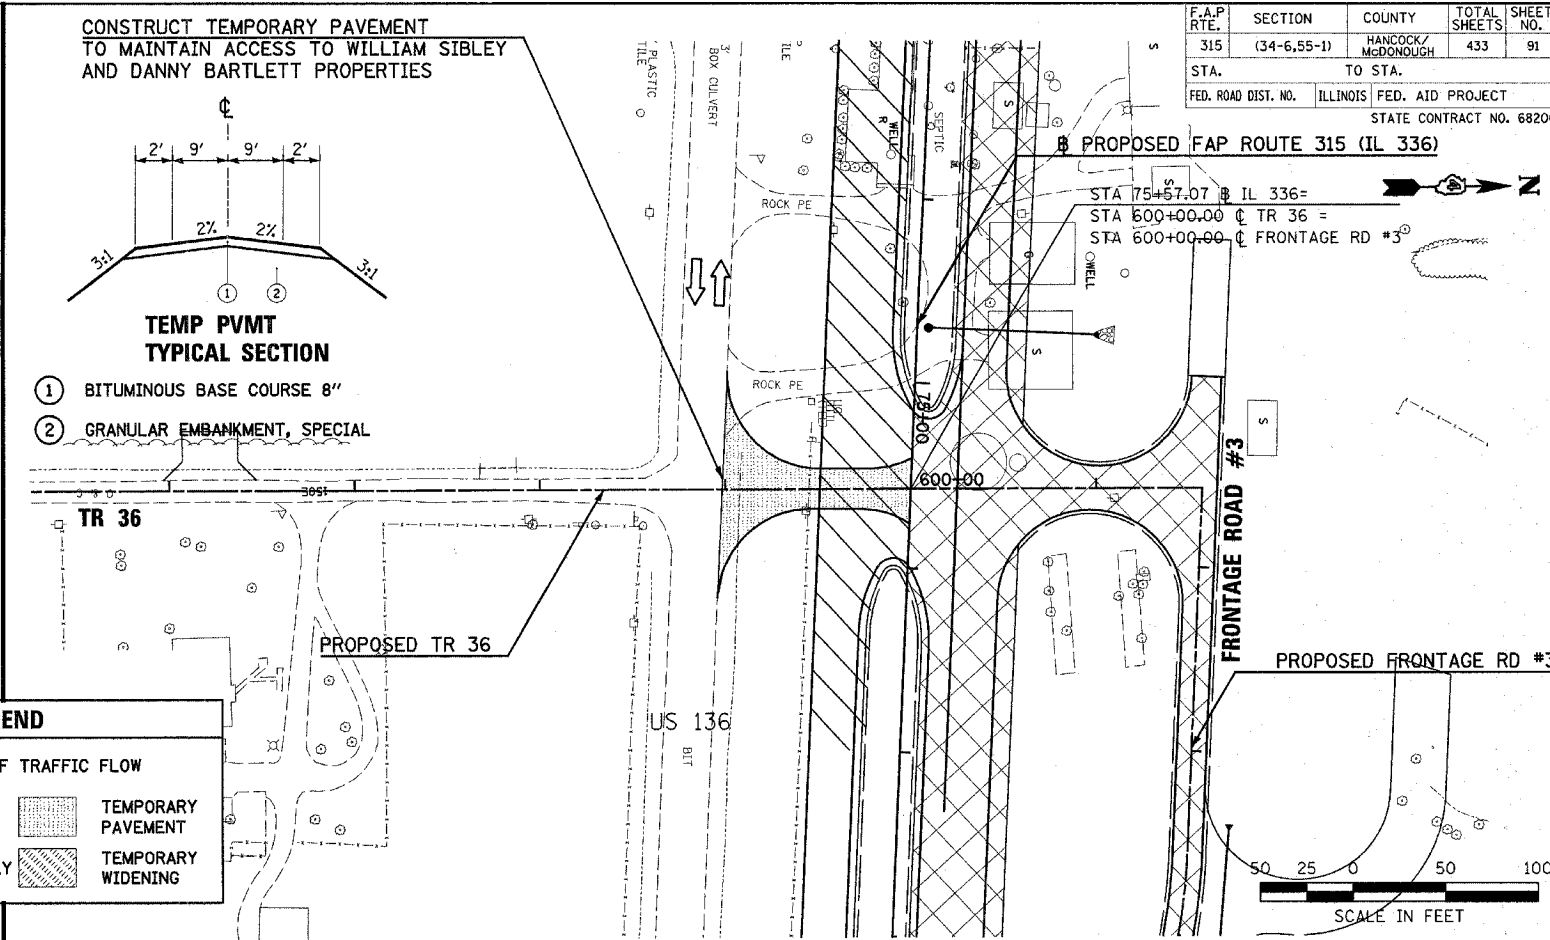 CONSTRUCT TEMPORARY PAVEMENT
TO MAINTAIN ACCESS TO WILLIAM SIBLEY
AND DANNY BARTLETT PROPERTIES
℄
2' 9' 9' 2'
2% 2%
3:1 3:1
1 2
TEMP PVMT
TYPICAL SECTION
1 BITUMINOUS BASE COURSE 8"
2 GRANULAR EMBANKMENT, SPECIAL
F.A.P RTE. SECTION COUNTY TOTAL SHEETS SHEET NO.
315 (34-6,55-1) HANCOCK/ McDONOUGH 433 91
STA. TO STA.
FED. ROAD DIST. NO. ILLINOIS FED. AID PROJECT
STATE CONTRACT NO. 6820
PROPOSED FAP ROUTE 315 (IL 336)
STA 75+57.07 IL 336=
STA 600+00.00 ℄ TR 36 =
STA 600+00.00 ℄ FRONTAGE RD #3
N
PLASTIC
TILE
BOX CULVERT
WELL
SEPTIC
ROCK PE
WELL
S
S
S
G
S
S
ROCK PE
75+00
600+00
TR 36
PROPOSED TR 36
FRONTAGE ROAD #3
PROPOSED FRONTAGE RD #3
US 136
BIT
END
F TRAFFIC FLOW
TEMPORARY
PAVEMENT
TEMPORARY
WIDENING
LY
50 25 0 50 100
SCALE IN FEET